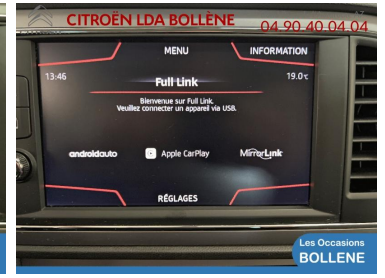 CITROËN LDA BOLLÈNE
04 90 40 04 04
MENU
INFORMATION
13:46
Full Link
19.0c
Bienvenue sur Full Link.
Veuillez connecter un appareil via USB.
androidauto
Apple CarPlay
MirrorLink
RÉGLAGES
Les Occasions
BOLLENE